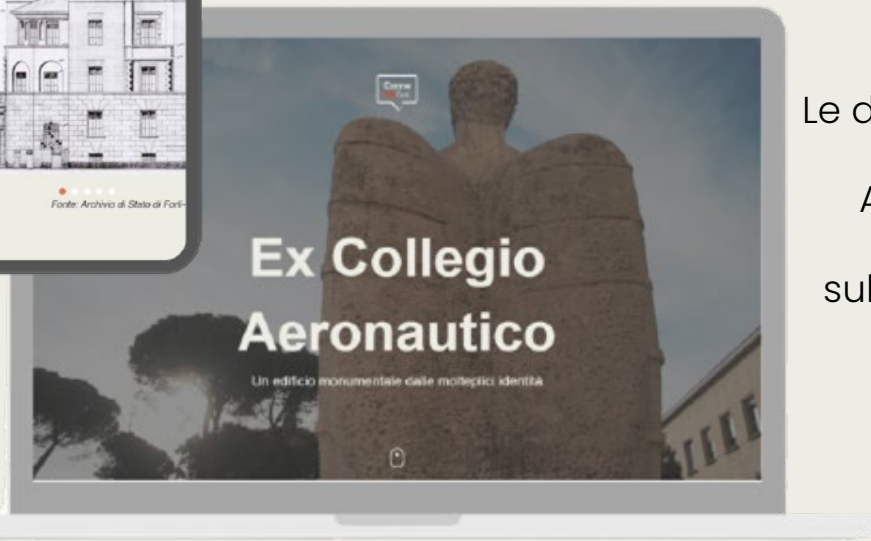 Fonte: Archivio di Stato di Forlì-
Ex Collegio
Aeronautico
Un edificio monumentale dalle molteplici identità
Le d
A
sul